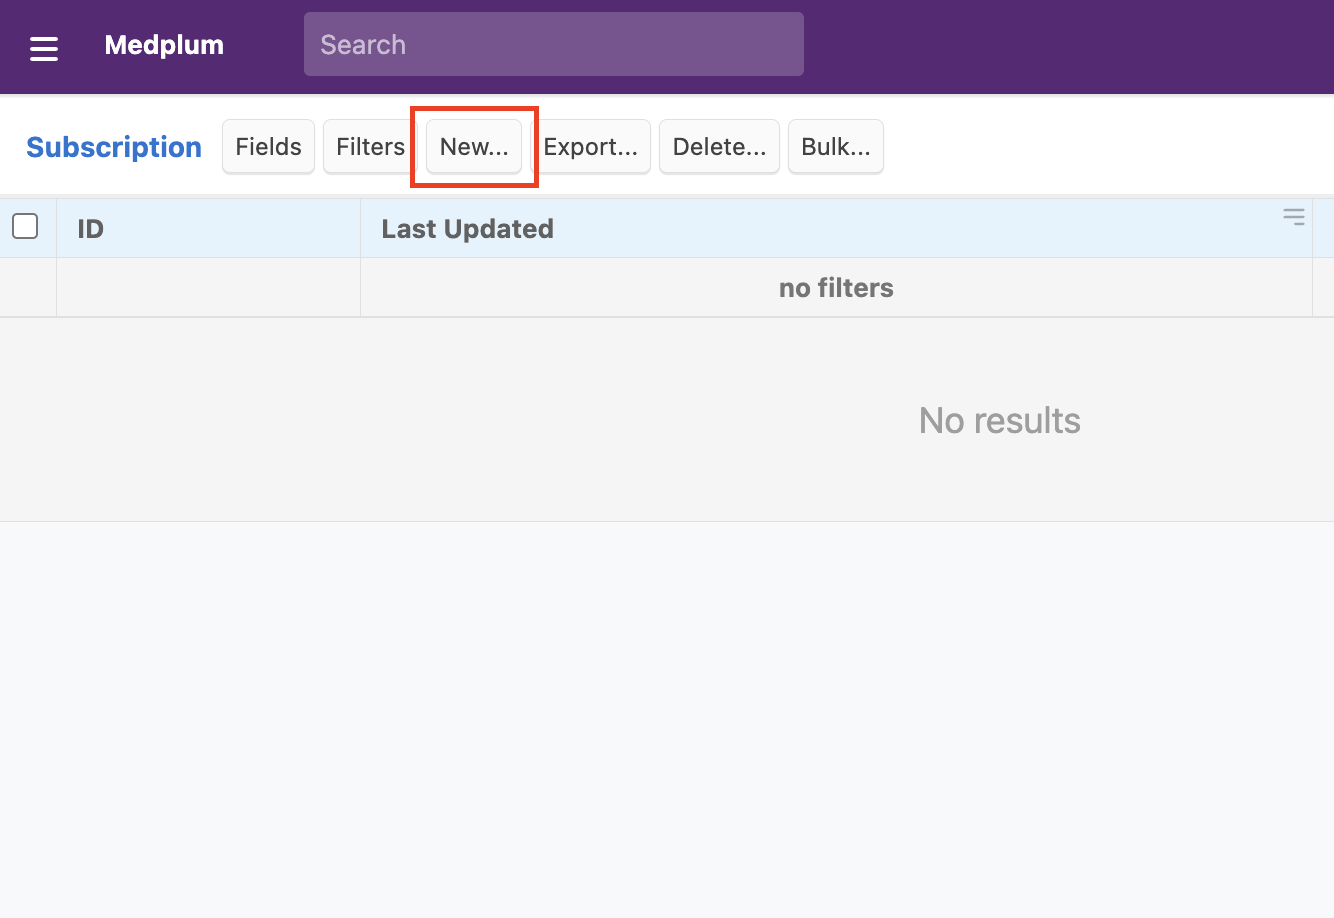 Medplum Search
Subscription Fields Filters New... Export... Delete... Bulk...
ID Last Updated
no filters
No results